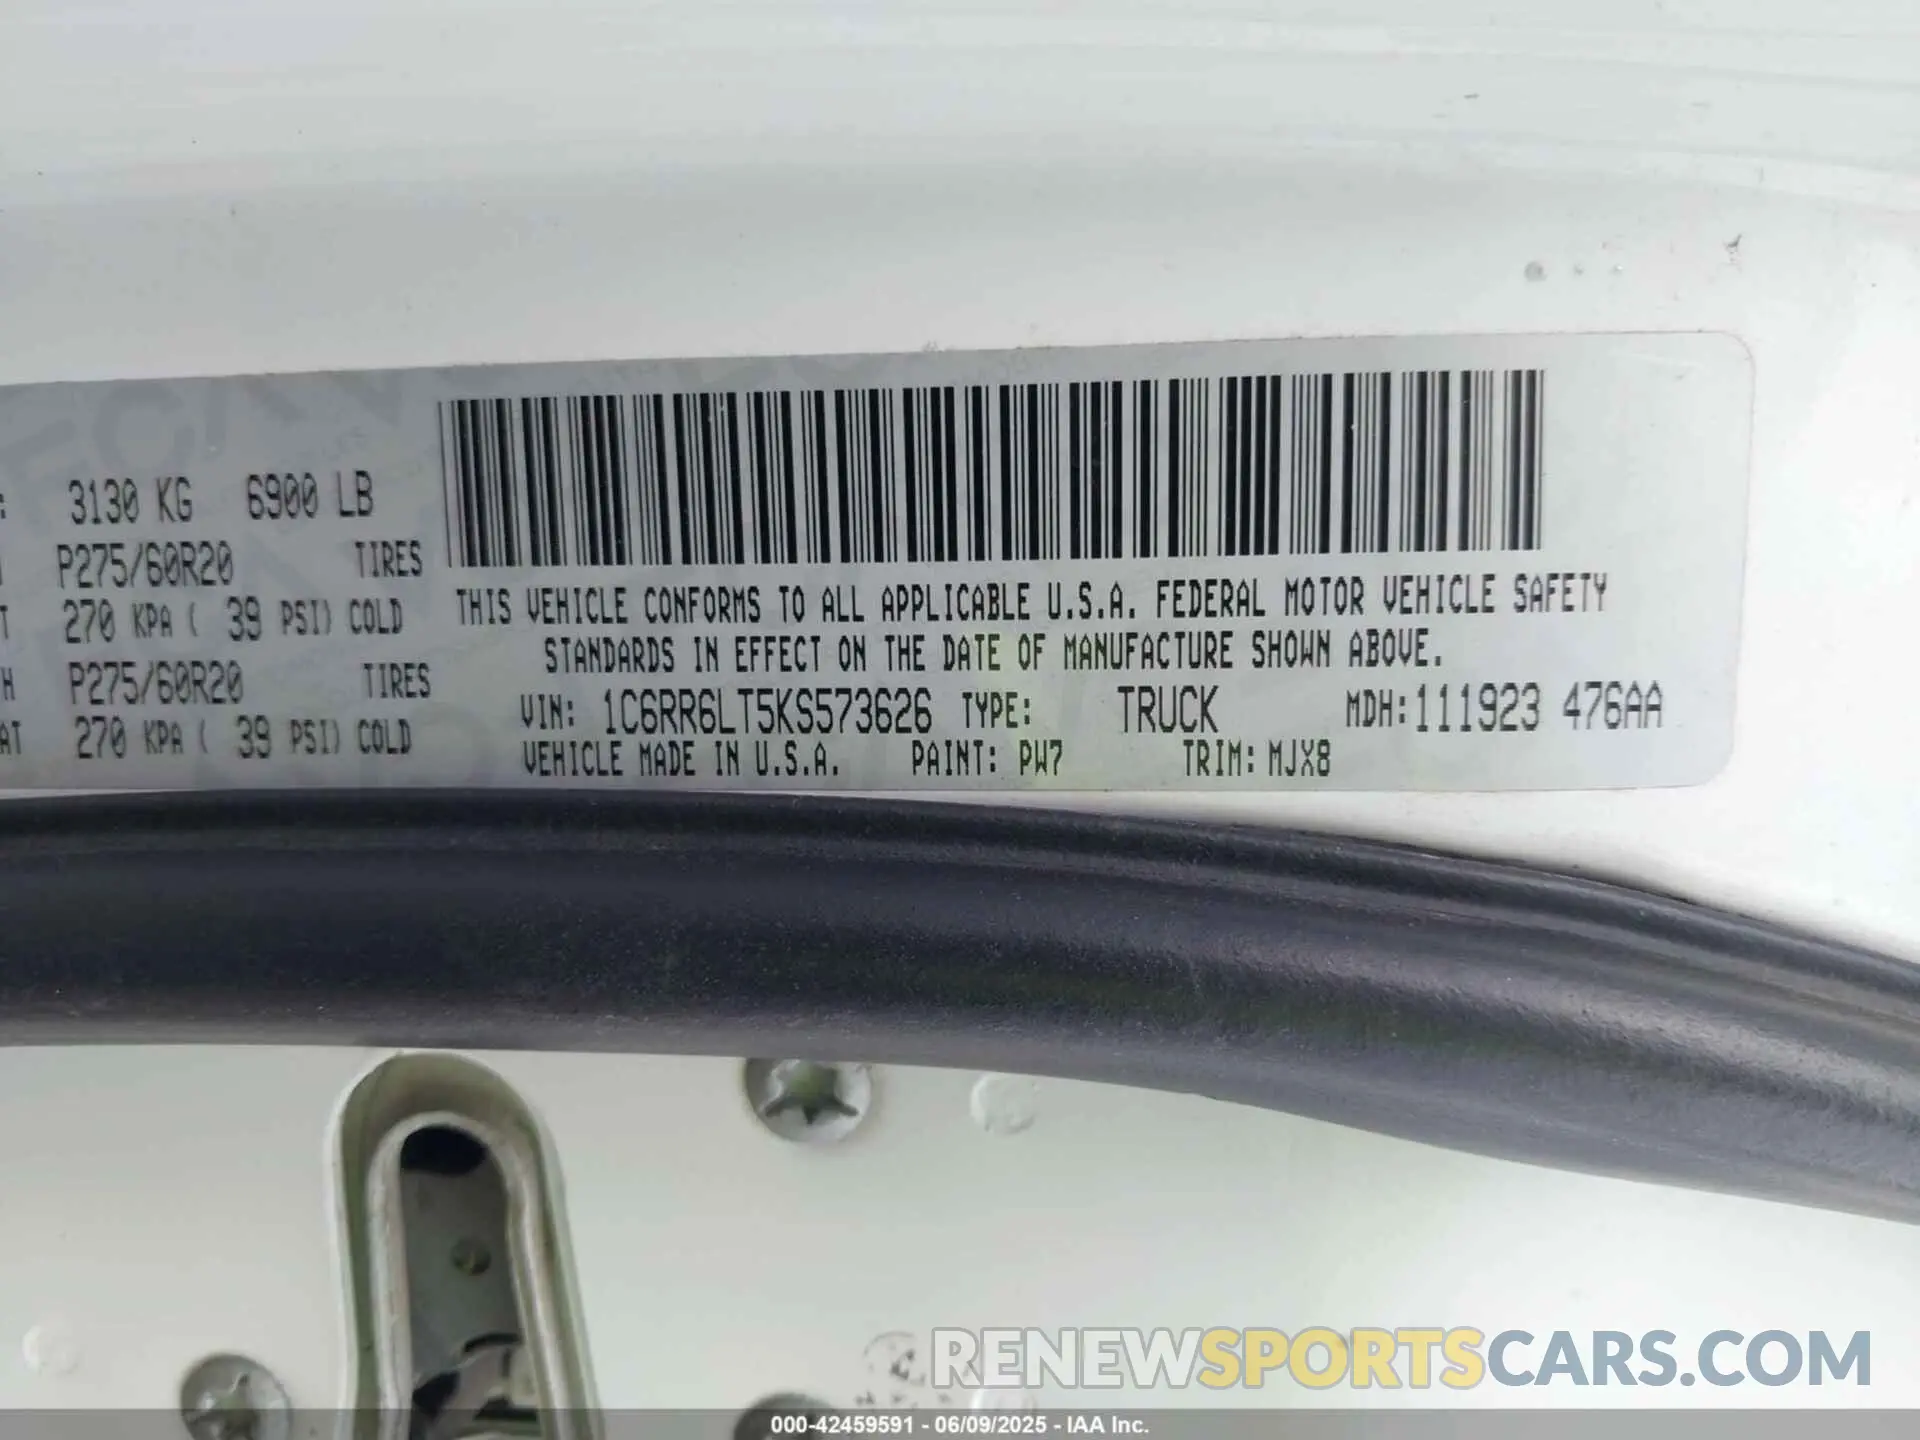 : 3130 KG 6900 LB
P275/60R20 TIRES
T 270 KPA ( 39 PSI) COLD
H P275/60R20 TIRES
AT 270 KPA ( 39 PSI) COLD
THIS VEHICLE CONFORMS TO ALL APPLICABLE U.S.A. FEDERAL MOTOR VEHICLE SAFETY
STANDARDS IN EFFECT ON THE DATE OF MANUFACTURE SHOWN ABOVE.
VIN: 1C6RR6LT5KS573626 TYPE: TRUCK MDH:111923 476AA
VEHICLE MADE IN U.S.A. PAINT: PW7 TRIM: MJX8
RENEWSPORTSCARS.COM
000-42459591 - 06/09/2025 - IAA Inc.